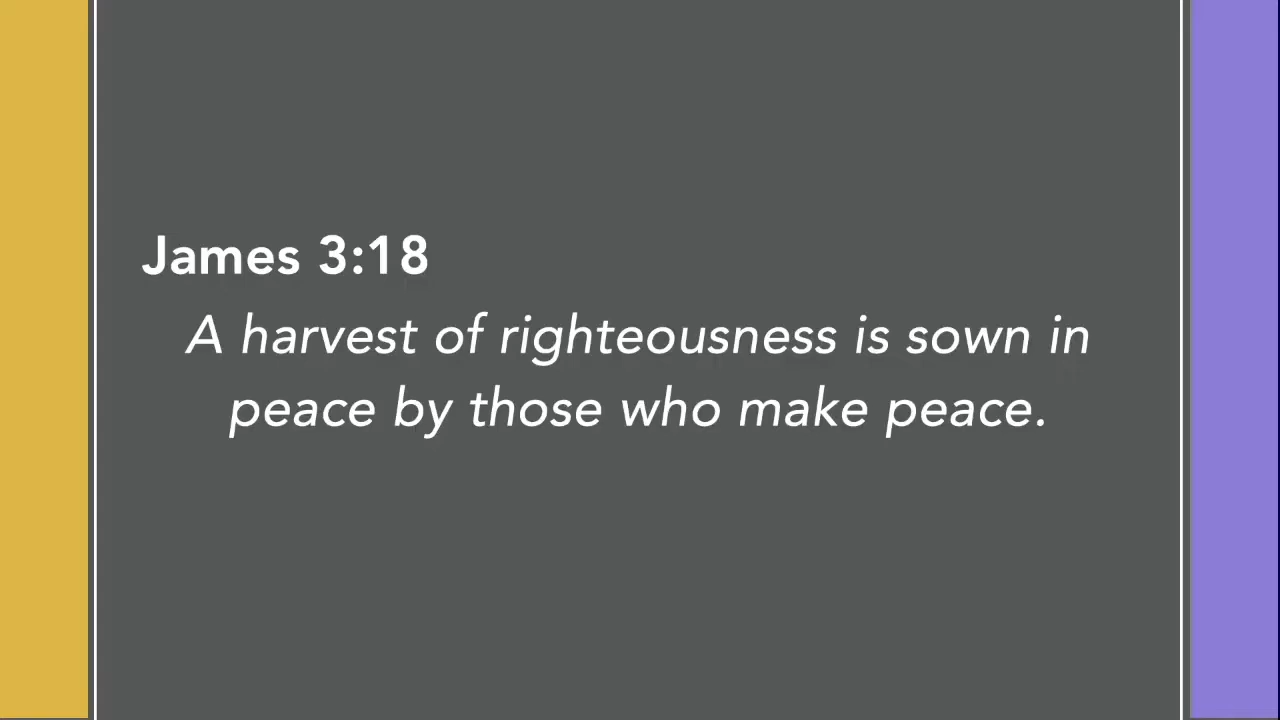 James 3:18
A harvest of righteousness is sown in
peace by those who make peace.